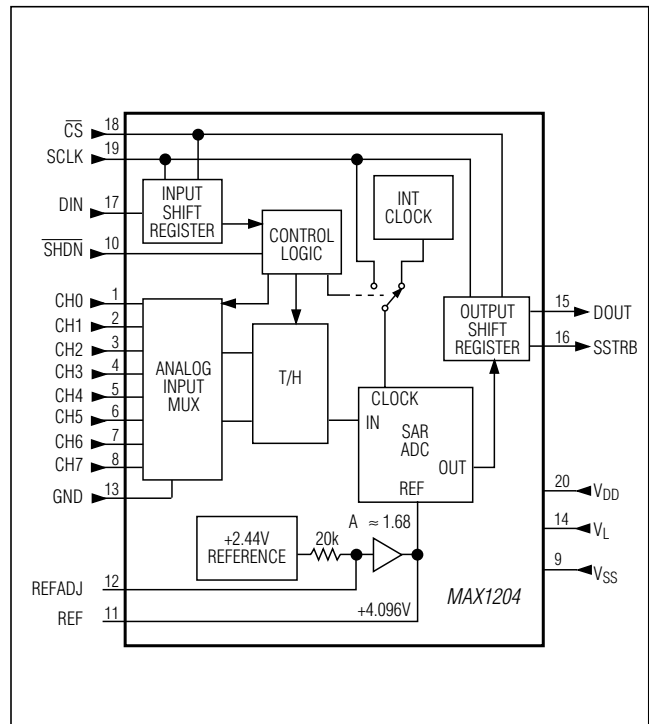 C̅S̅ 18
SCLK 19
DIN 17
S̅H̅D̅N̅ 10
INPUT
SHIFT
REGISTER
CONTROL
LOGIC
INT
CLOCK
CH0 1
CH1 2
CH2 3
CH3 4
CH4 5
CH5 6
CH6 7
CH7 8
GND 13
ANALOG
INPUT
MUX
T/H
CLOCK
IN
SAR
ADC
OUT
REF
OUTPUT
SHIFT
REGISTER
15 DOUT
16 SSTRB
20 VDD
14 VL
9 VSS
+2.44V
REFERENCE
20k
A ≈ 1.68
REFADJ 12
REF 11
+4.096V
MAX1204